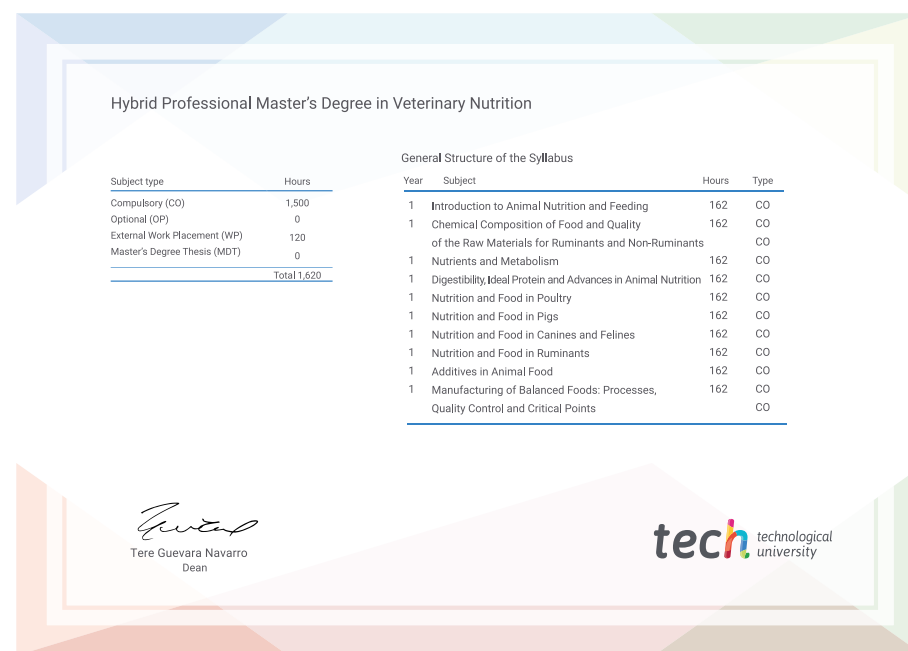 Hybrid Professional Master's Degree in Veterinary Nutrition
Subject type Hours
Compulsory (CO) 1,500
Optional (OP) 0
External Work Placement (WP) 120
Master's Degree Thesis (MDT) 0
Total 1,620
General Structure of the Syllabus
Year Subject Hours Type
1 Introduction to Animal Nutrition and Feeding 162 CO
1 Chemical Composition of Food and Quality 162 CO
of the Raw Materials for Ruminants and Non-Ruminants CO
1 Nutrients and Metabolism 162 CO
1 Digestibility, Ideal Protein and Advances in Animal Nutrition 162 CO
1 Nutrition and Food in Poultry 162 CO
1 Nutrition and Food in Pigs 162 CO
1 Nutrition and Food in Canines and Felines 162 CO
1 Nutrition and Food in Ruminants 162 CO
1 Additives in Animal Food 162 CO
1 Manufacturing of Balanced Foods: Processes, 162 CO
Quality Control and Critical Points CO
Tere Guevara Navarro
Dean
tech technological
university